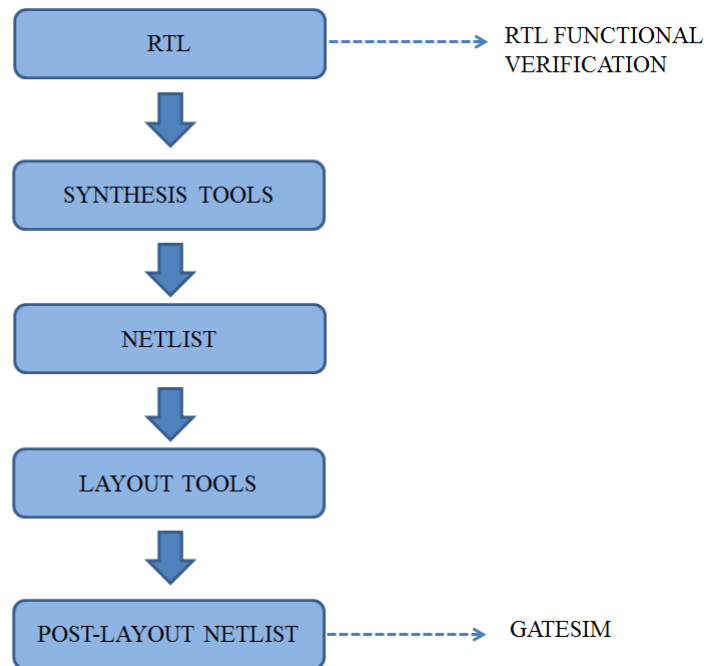 RTL
RTL FUNCTIONAL
VERIFICATION
SYNTHESIS TOOLS
NETLIST
LAYOUT TOOLS
POST-LAYOUT NETLIST
GATESIM